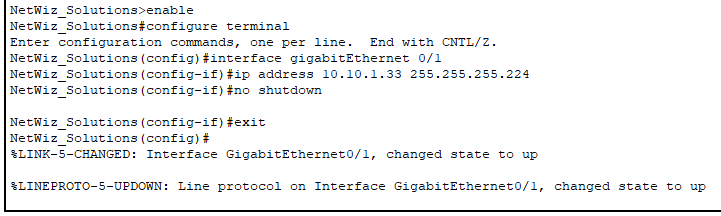 NetWiz_Solutions>enable
NetWiz_Solutions#configure terminal
Enter configuration commands, one per line.  End with CNTL/Z.
NetWiz_Solutions(config)#interface gigabitEthernet 0/1
NetWiz_Solutions(config-if)#ip address 10.10.1.33 255.255.255.224
NetWiz_Solutions(config-if)#no shutdown
NetWiz_Solutions(config-if)#exit
NetWiz_Solutions(config)#
%LINK-5-CHANGED: Interface GigabitEthernet0/1, changed state to up
%LINEPROTO-5-UPDOWN: Line protocol on Interface GigabitEthernet0/1, changed state to up